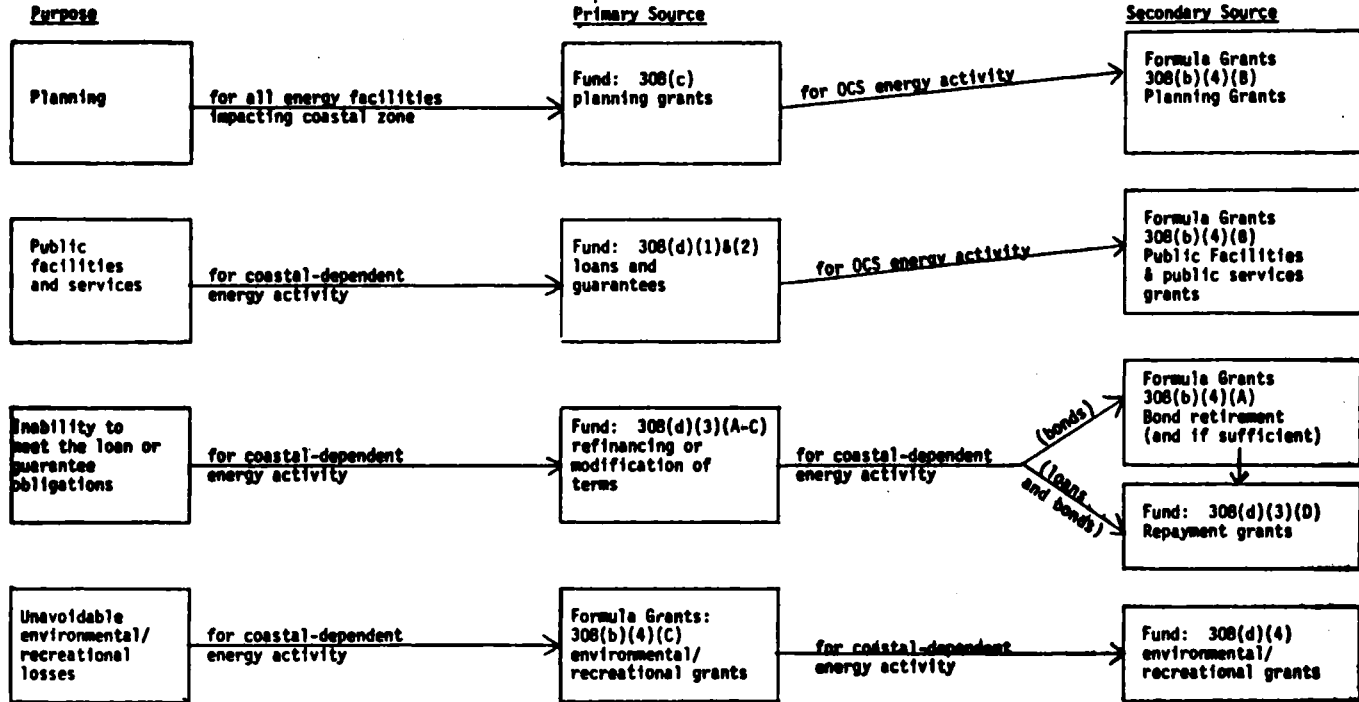 Purpose
Primary Source
Secondary Source
Planning
for all energy facilities
impacting coastal zone
Fund: 308(c)
planning grants
for OCS energy activity
Formula Grants
308(b)(4)(B)
Planning Grants
Public
facilities
and services
for coastal-dependent
energy activity
Fund: 308(d)(1)&(2)
loans and
guarantees
for OCS energy activity
Formula Grants
308(b)(4)(B)
Public Facilities
& public services
grants
Inability to
meet the loan or
guarantee
obligations
for coastal-dependent
energy activity
Fund: 308(d)(3)(A-C)
refinancing or
modification of
terms
for coastal-dependent
energy activity
(bonds)
(loans
and bonds)
Formula Grants
308(b)(4)(A)
Bond retirement
(and if sufficient)
Fund: 308(d)(3)(D)
Repayment grants
Unavoidable
environmental/
recreational
losses
for coastal-dependent
energy activity
Formula Grants:
308(b)(4)(C)
environmental/
recreational grants
for coastal-dependent
energy activity
Fund: 308(d)(4)
environmental/
recreational grants